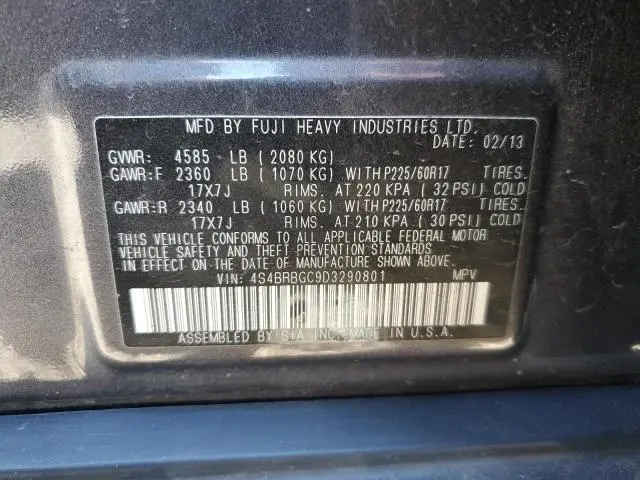 MFD BY FUJI HEAVY INDUSTRIES LTD.
DATE: 02/13
GVWR: 4585 LB ( 2080 KG)
GAWR:F 2360 LB ( 1070 KG) WITH P225/60R17 TIRES.
17X7J RIMS. AT 220 KPA ( 32 PSI) COLD
GAWR:R 2340 LB ( 1060 KG) WITH P225/60R17 TIRES.
17X7J RIMS. AT 210 KPA ( 30 PSI) COLD
THIS VEHICLE CONFORMS TO ALL APPLICABLE FEDERAL MOTOR
VEHICLE SAFETY AND THEFT PREVENTION STANDARDS
IN EFFECT ON THE DATE OF MANUFACTURE SHOWN ABOVE.
VIN: 4S4BRBGC9D3290801 MPV
ASSEMBLED BY SIA INC. MADE IN U.S.A.